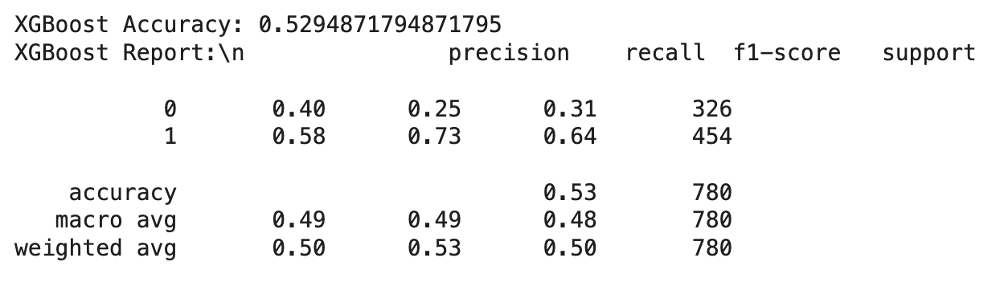 XGBoost Accuracy: 0.5294871794871795
XGBoost Report:\n               precision    recall  f1-score   support

           0       0.40      0.25      0.31       326
           1       0.58      0.73      0.64       454

    accuracy                           0.53       780
   macro avg       0.49      0.49      0.48       780
weighted avg       0.50      0.53      0.50       780